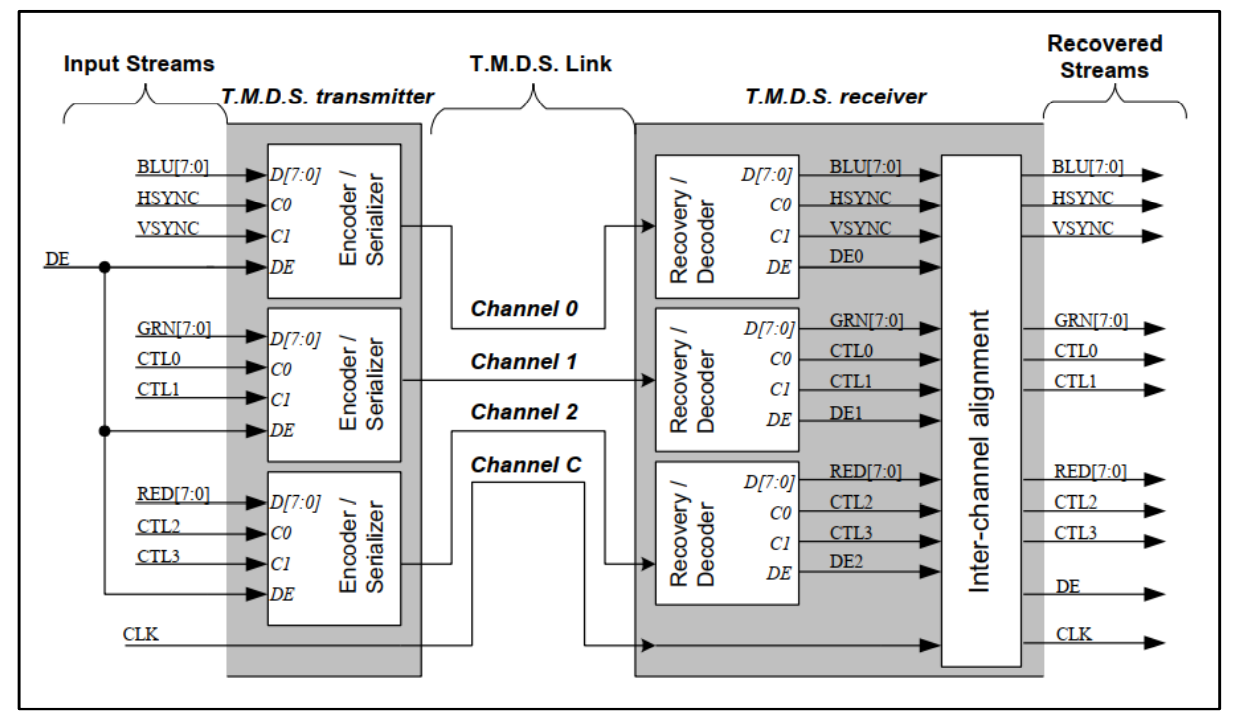 Input Streams
T.M.D.S. Link
Recovered
Streams
T.M.D.S. transmitter
T.M.D.S. receiver
BLU[7:0]
HSYNC
VSYNC
DE
D[7:0]
C0
C1
DE
Encoder /
Serializer
GRN[7:0]
CTL0
CTL1
D[7:0]
C0
C1
DE
Encoder /
Serializer
RED[7:0]
CTL2
CTL3
D[7:0]
C0
C1
DE
Encoder /
Serializer
CLK
Channel 0
Channel 1
Channel 2
Channel C
Recovery /
Decoder
D[7:0]
C0
C1
DE
BLU[7:0]
HSYNC
VSYNC
DE0
Recovery /
Decoder
D[7:0]
C0
C1
DE
GRN[7:0]
CTL0
CTL1
DE1
Recovery /
Decoder
D[7:0]
C0
C1
DE
RED[7:0]
CTL2
CTL3
DE2
Inter-channel alignment
BLU[7:0]
HSYNC
VSYNC
GRN[7:0]
CTL0
CTL1
RED[7:0]
CTL2
CTL3
DE
CLK